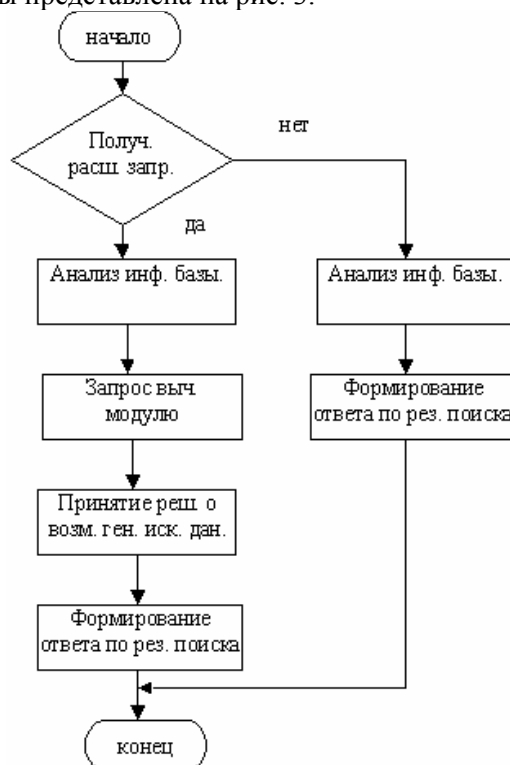 ы представлена на рис. 3.
начало
Получ.
расш. запр.
нет
да
Анализ инф. базы.
Анализ инф. базы.
Запрос выч.
модулю
Формирование
ответа по рез. поиска
Принятие реш. о
возм. ген. иск. дан.
Формирование
ответа по рез. поиска
конец